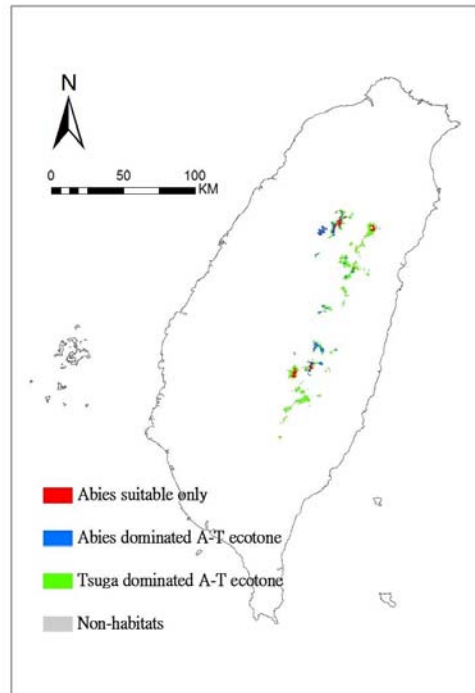 N
0 50 100
KM
Abies suitable only
Abies dominated A-T ecotone
Tsuga dominated A-T ecotone
Non-habitats